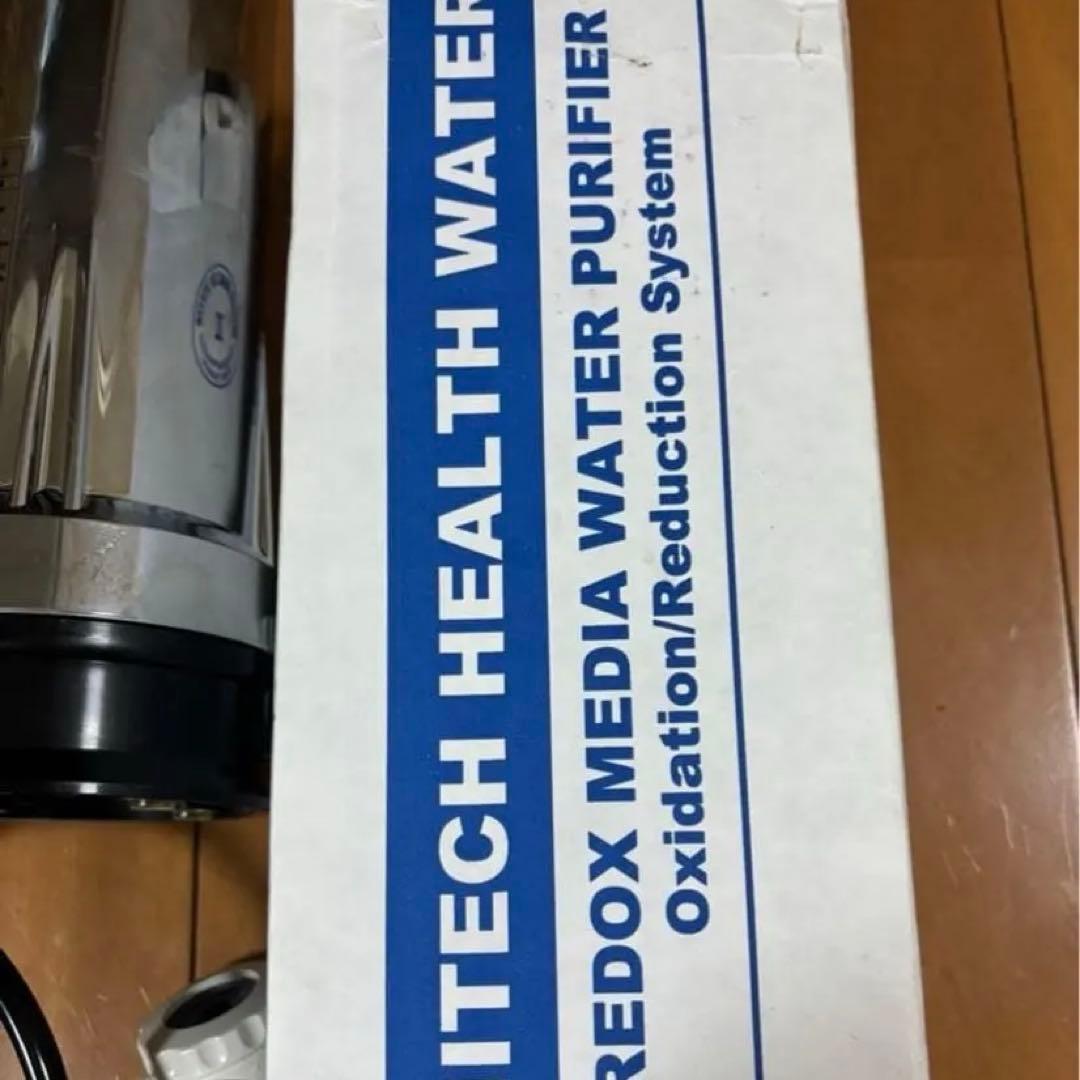 ITECH HEALTH WATER
REDOX MEDIA WATER PURIFIER
Oxidation/Reduction System